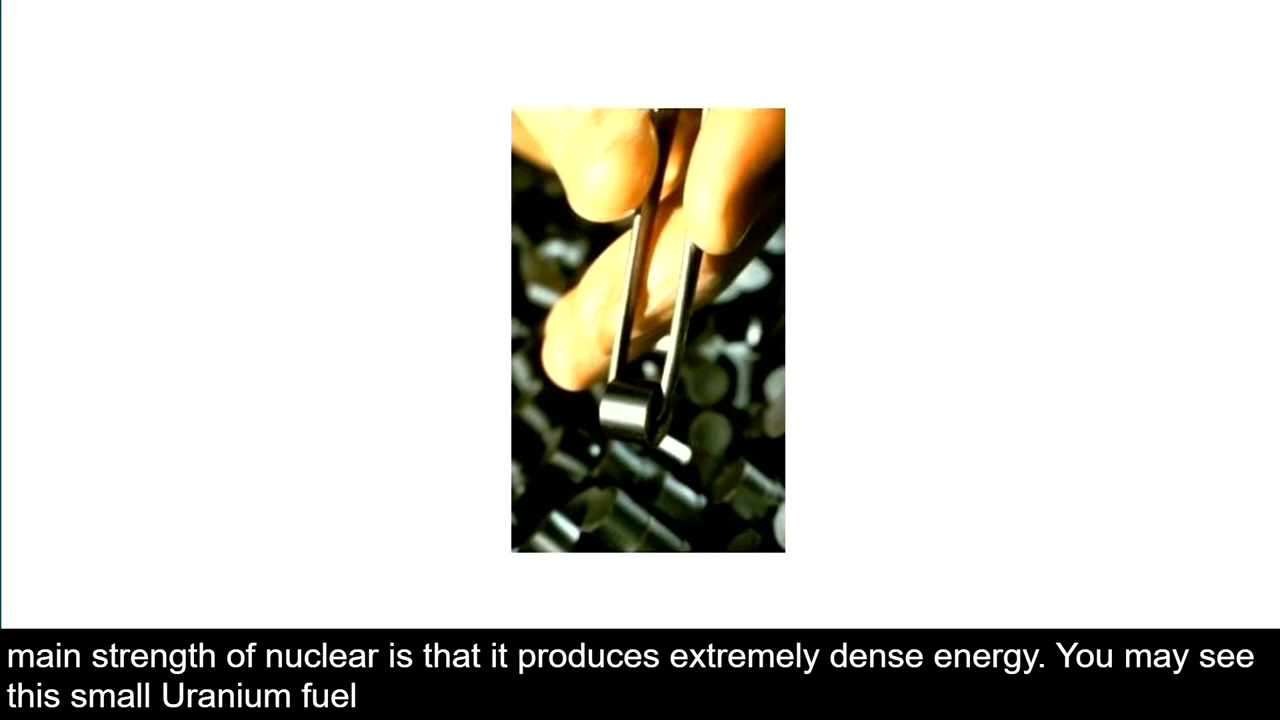 main strength of nuclear is that it produces extremely dense energy. You may see
this small Uranium fuel